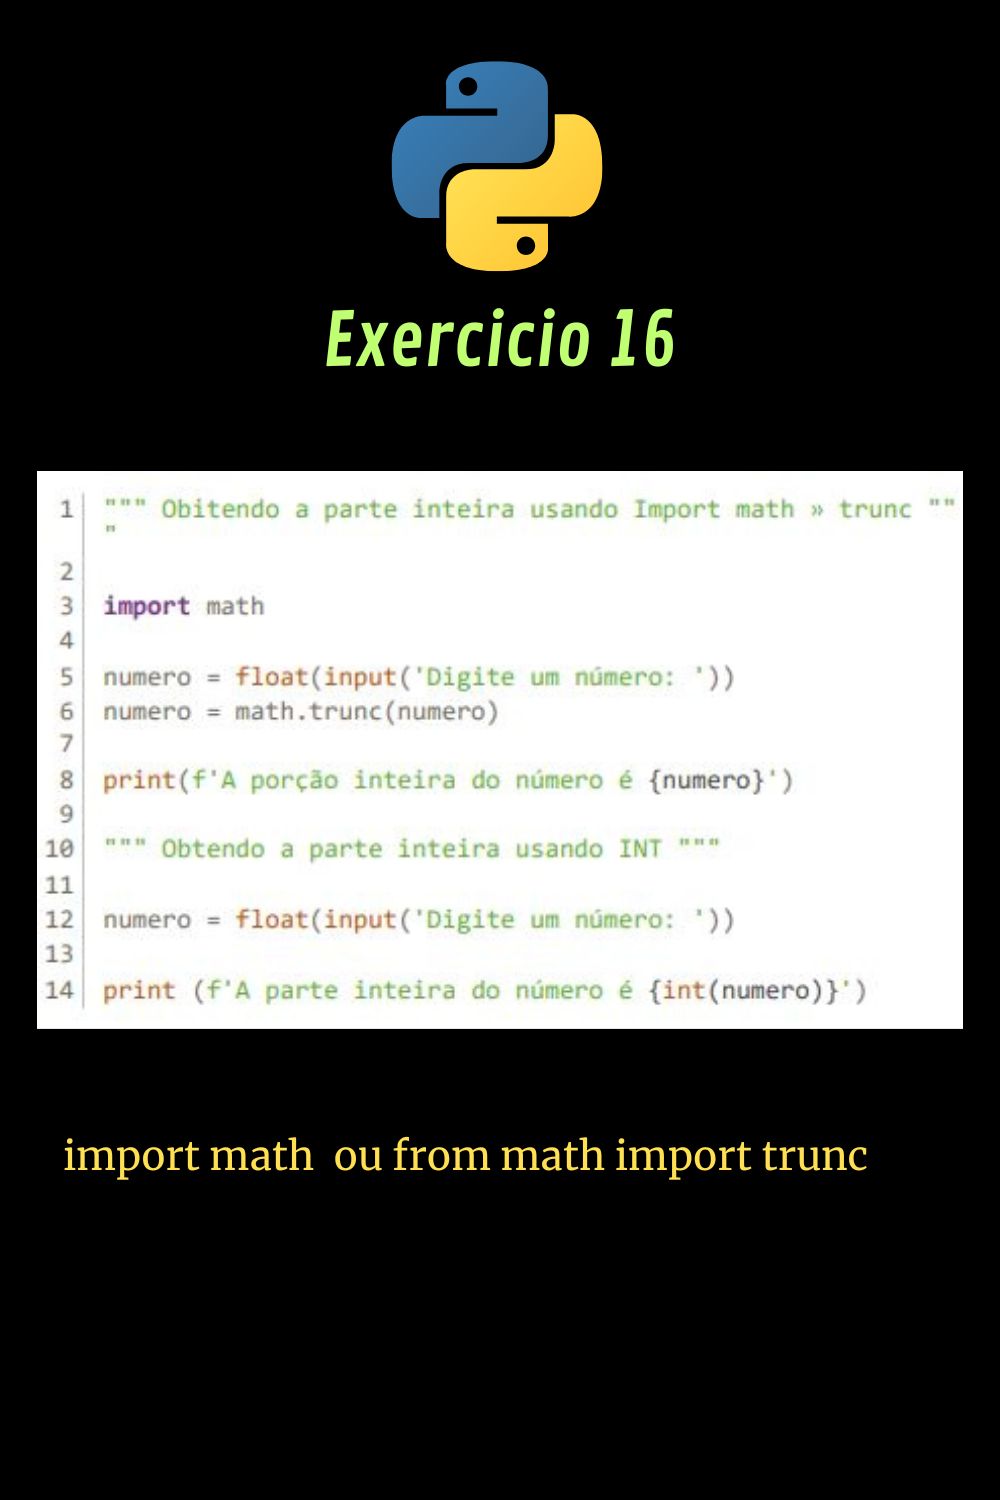 Exercicio 16
1 """ Obitendo a parte inteira usando Import math » trunc ""
"
2
3 import math
4
5 numero = float(input('Digite um número: '))
6 numero = math.trunc(numero)
7
8 print(f'A porção inteira do número é {numero}')
9
10 """ Obtendo a parte inteira usando INT """
11
12 numero = float(input('Digite um número: '))
13
14 print (f'A parte inteira do número é {int(numero)}')
import math  ou from math import trunc